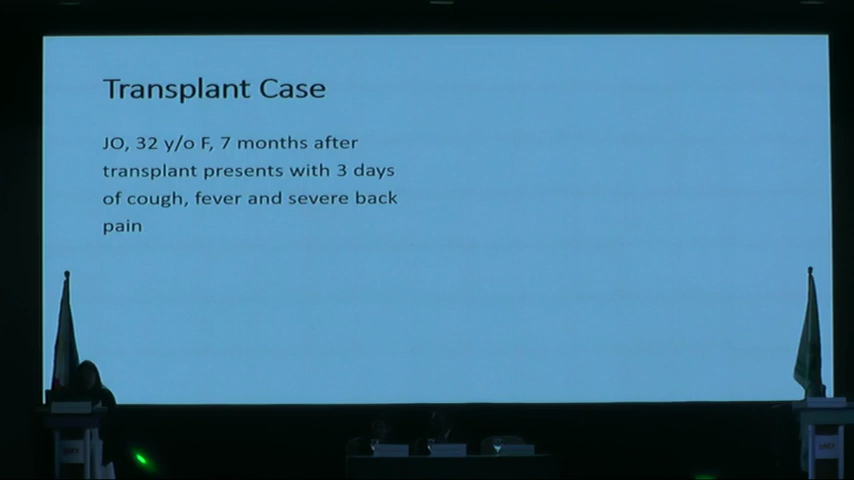 Transplant Case
JO, 32 y/o F, 7 months after
transplant presents with 3 days
of cough, fever and severe back
pain